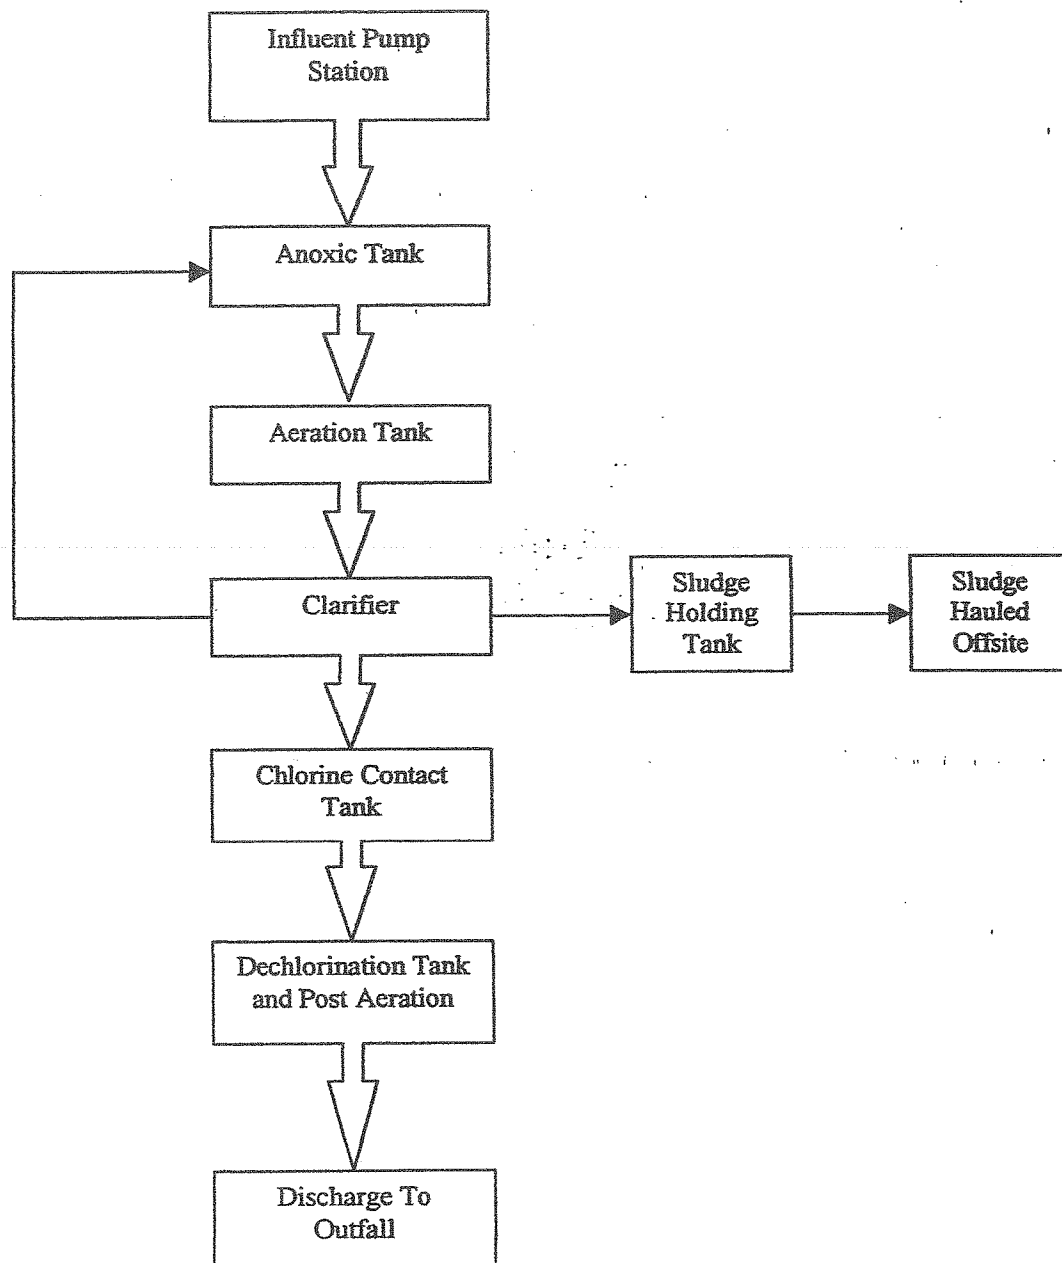 Influent Pump
Station
Anoxic Tank
Aeration Tank
Clarifier
Sludge
Holding
Tank
Sludge
Hauled
Offsite
Chlorine Contact
Tank
Dechlorination Tank
and Post Aeration
Discharge To
Outfall